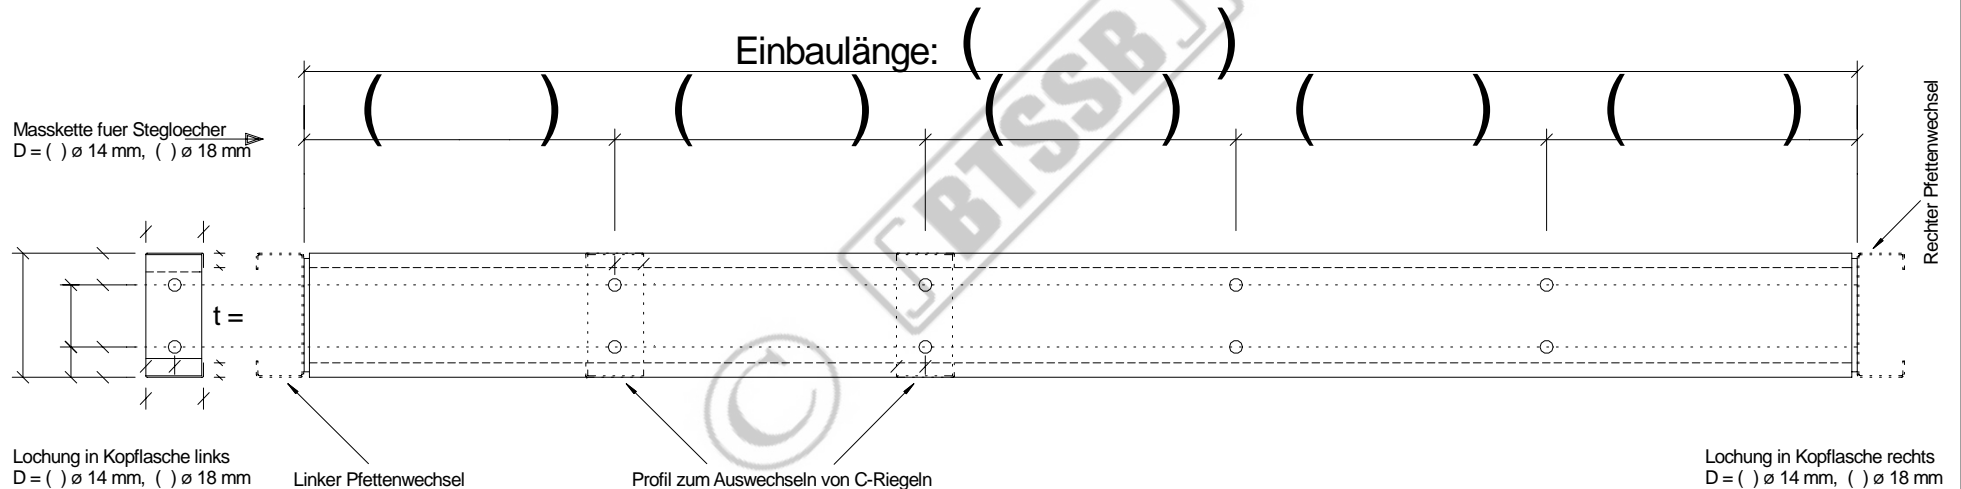 Einbaulänge: ( )
( ) ( ) ( ) ( ) ( )
Masskette fuer Stegloecher
D = ( ) ø 14 mm, ( ) ø 18 mm
Rechter Pfettenwechsel
t =
Lochung in Kopflasche links
D = ( ) ø 14 mm, ( ) ø 18 mm
Linker Pfettenwechsel
Profil zum Auswechseln von C-Riegeln
Lochung in Kopflasche rechts
D = ( ) ø 14 mm, ( ) ø 18 mm
© [BTSSB]